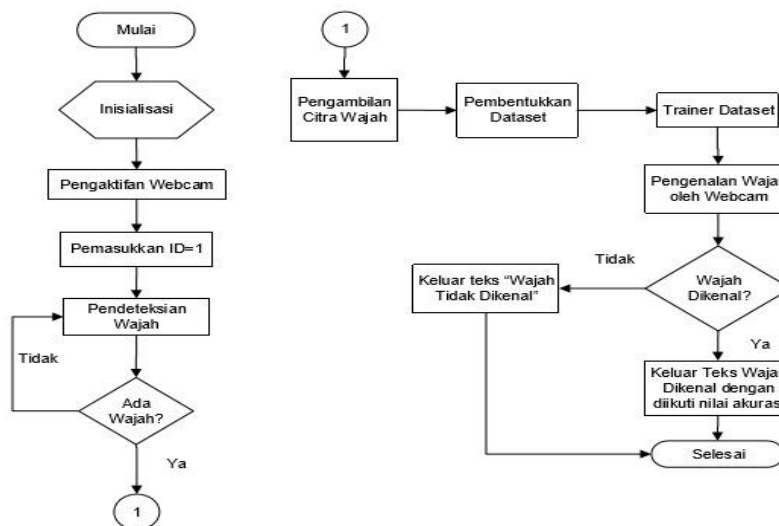 Mulai
Inisialisasi
Pengaktifan Webcam
Pemasukkan ID=1
Pendeteksian
Wajah
Tidak
Ada
Wajah?
Ya
1
1
Pengambilan
Citra Wajah
Pembentukkan
Dataset
Trainer Dataset
Pengenalan Wajah
oleh Webcam
Tidak
Wajah
Dikenal?
Keluar teks “Wajah
Tidak Dikenal”
Ya
Keluar Teks Wajah
Dikenal dengan
diikuti nilai akurasi
Selesai